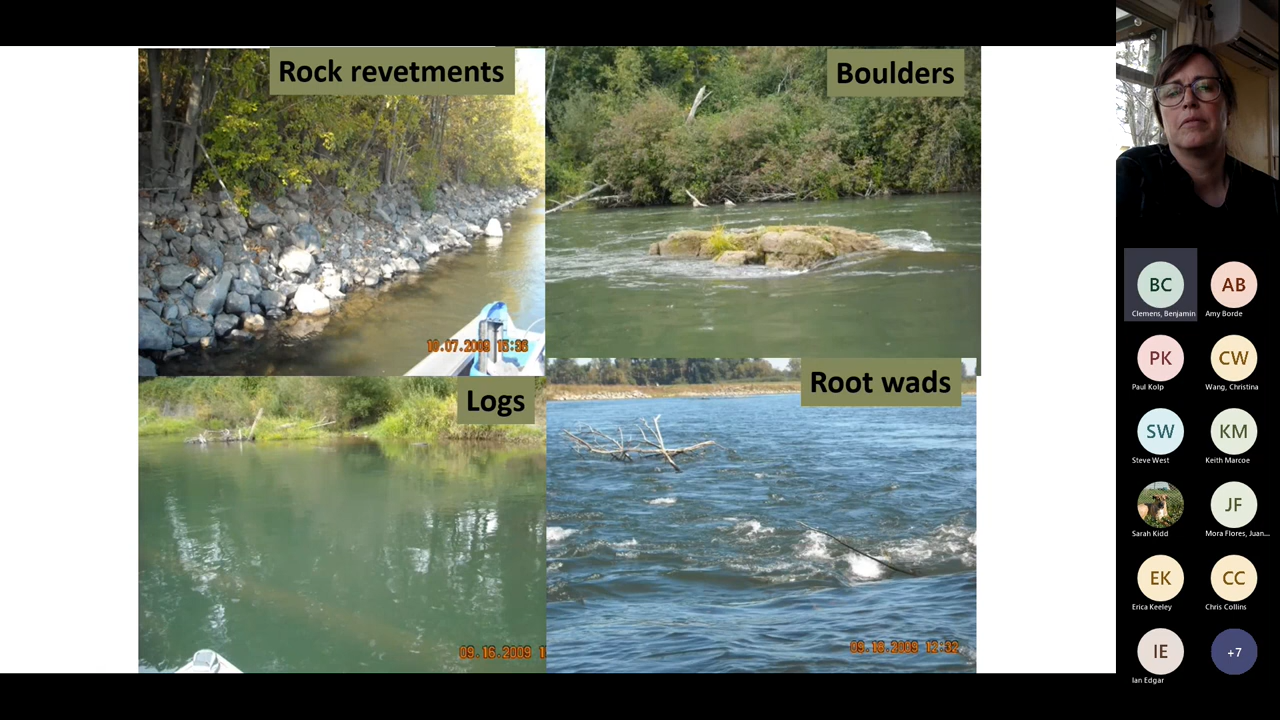 Rock revetments
Boulders
10.07.2009 15:36
Logs
Root wads
09.16.2009 1
09.16.2009 12:32
BC
Clemens, Benjamin
AB
Amy Borde
PK
Paul Kolp
CW
Wang, Christina
SW
Steve West
KM
Keith Marcoe
Sarah Kidd
JF
Mora Flores, Juan...
EK
Erica Keeley
CC
Chris Collins
IE
Ian Edgar
+7